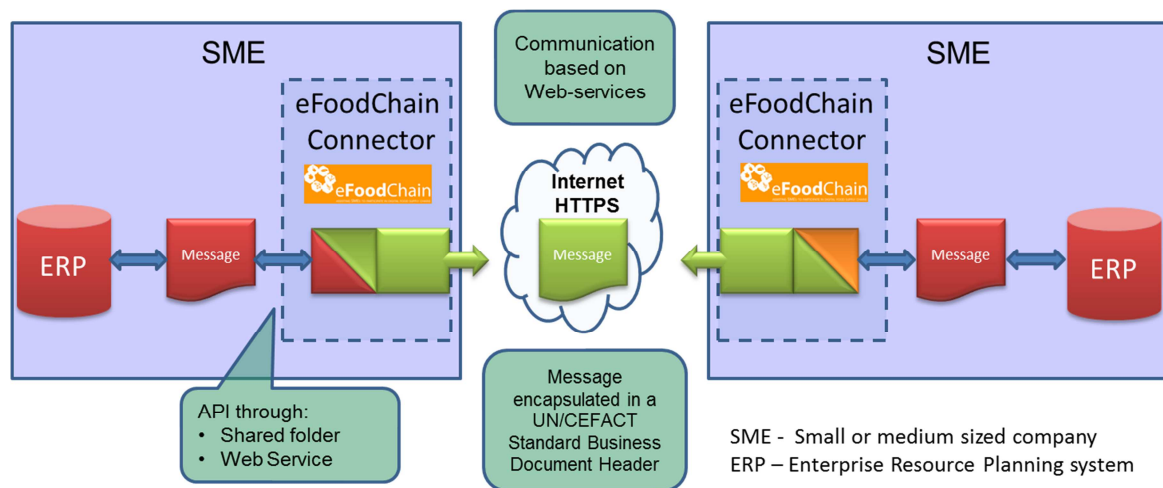 SME
eFoodChain
Connector
eFoodChain
ERP
Message
API through:
• Shared folder
• Web Service
Communication
based on
Web-services
Internet
HTTPS
Message
Message
encapsulated in a
UN/CEFACT
Standard Business
Document Header
SME
eFoodChain
Connector
eFoodChain
Message
ERP
SME - Small or medium sized company
ERP – Enterprise Resource Planning system